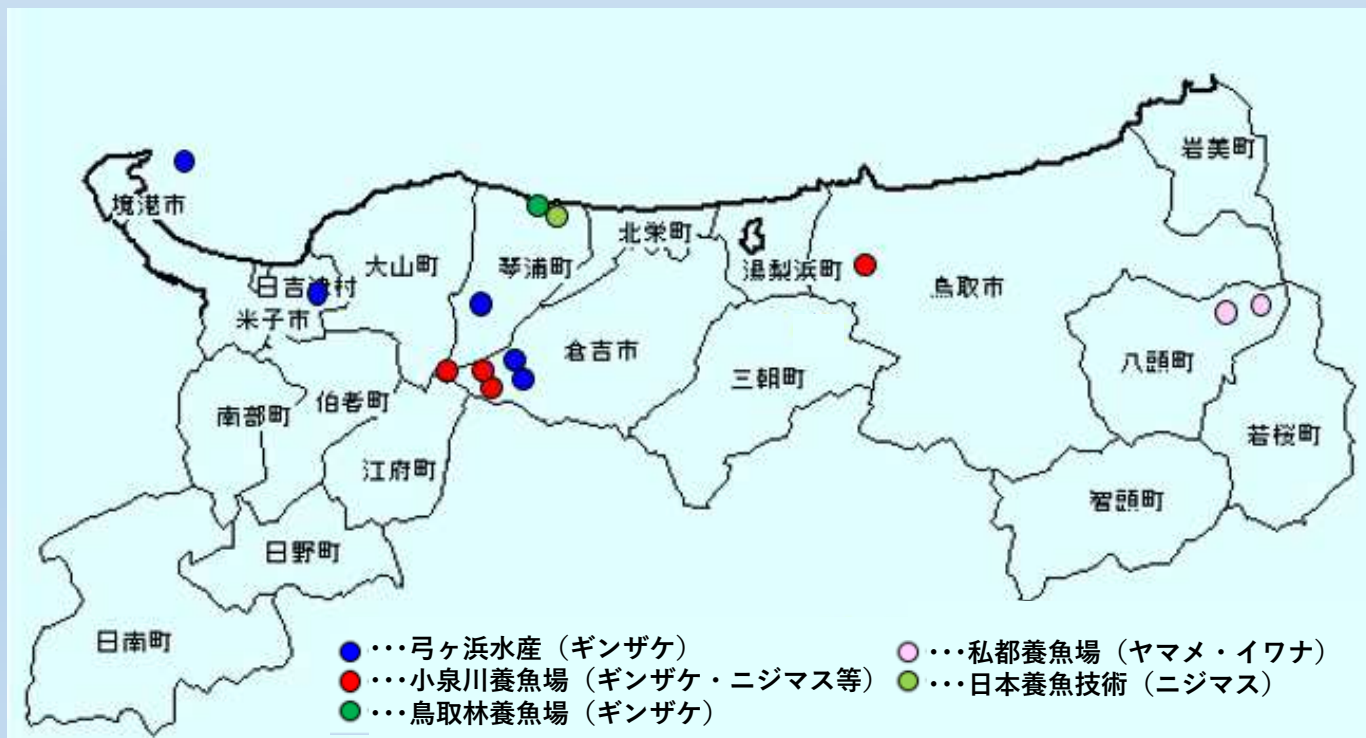 岩美町
境港市
北栄町
大山町
琴浦町
湯梨浜町
日吉津村
鳥取市
米子市
倉吉市
八頭町
三朝町
伯耆町
南部町
若桜町
江府町
智頭町
日野町
日南町
･･･弓ヶ浜水産（ギンザケ）
･･･小泉川養魚場（ギンザケ・ニジマス等）
･･･鳥取林養魚場（ギンザケ）
･･･私都養魚場（ヤマメ・イワナ）
･･･日本養魚技術（ニジマス）